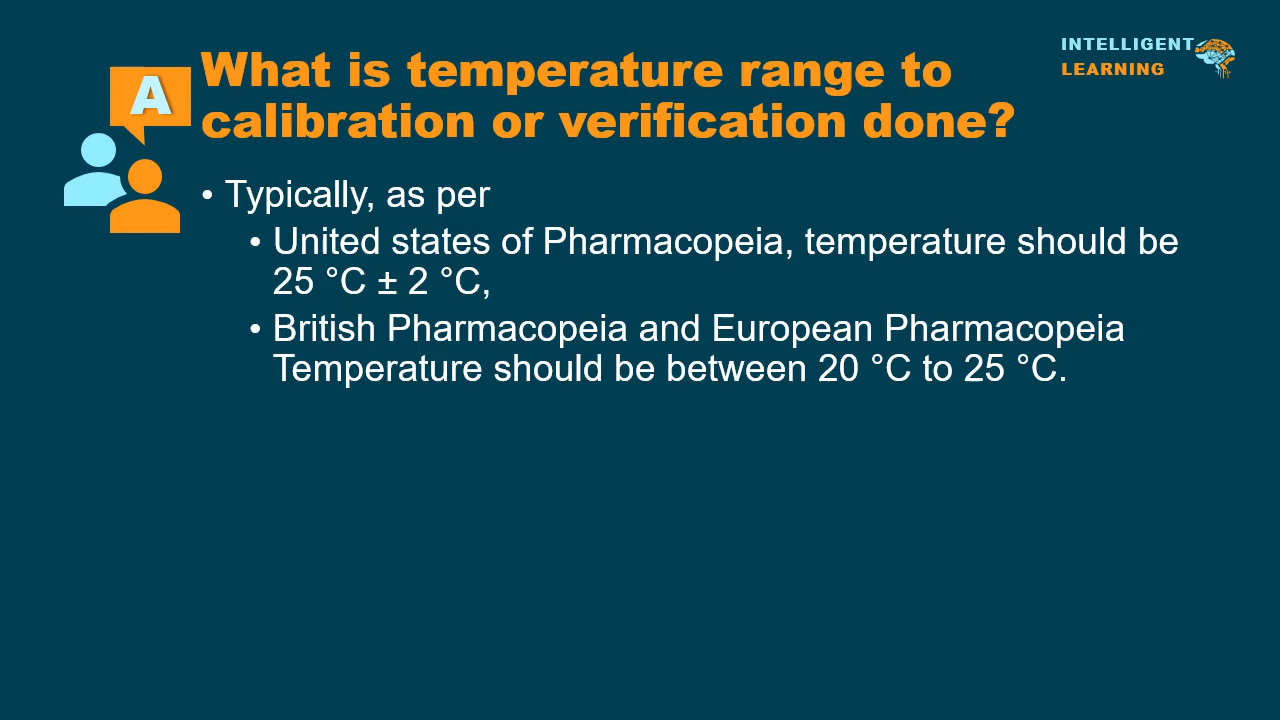 INTELLIGENT
LEARNING
A
What is temperature range to
calibration or verification done?
• Typically, as per
• United states of Pharmacopeia, temperature should be
25 °C ± 2 °C,
• British Pharmacopeia and European Pharmacopeia
Temperature should be between 20 °C to 25 °C.